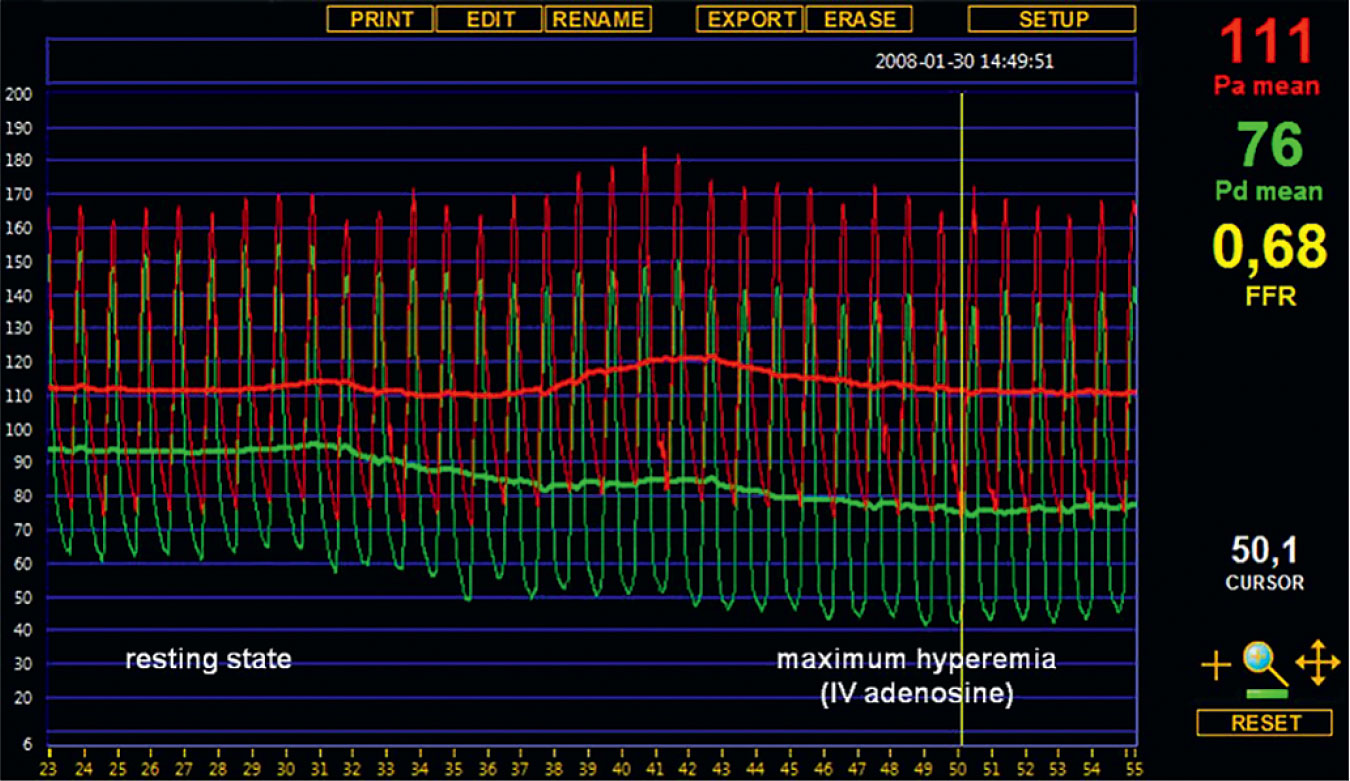 PRINT EDIT RENAME EXPORT ERASE SETUP
2008-01-30 14:49:51
111
Pa mean
76
Pd mean
0,68
FFR
200
190
180
170
160
150
140
130
120
110
100
90
80
70
60
50
40
30
20
6
resting state
maximum hyperemia
(IV adenosine)
50,1
CURSOR
RESET
23 24 25 26 27 28 29 30 31 32 33 34 35 36 37 38 39 40 41 42 43 44 45 46 47 48 49 50 51 52 53 54 55